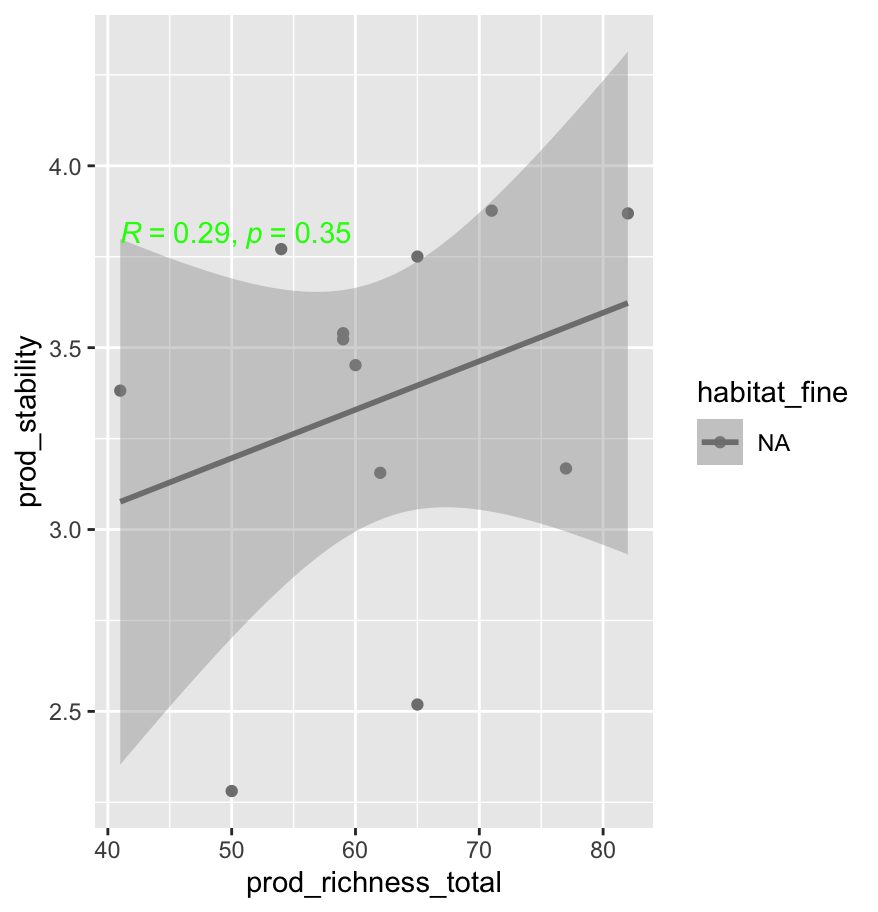 4.0
3.5
3.0
2.5
prod_stability
R = 0.29, p = 0.35
40 50 60 70 80
prod_richness_total
habitat_fine
NA